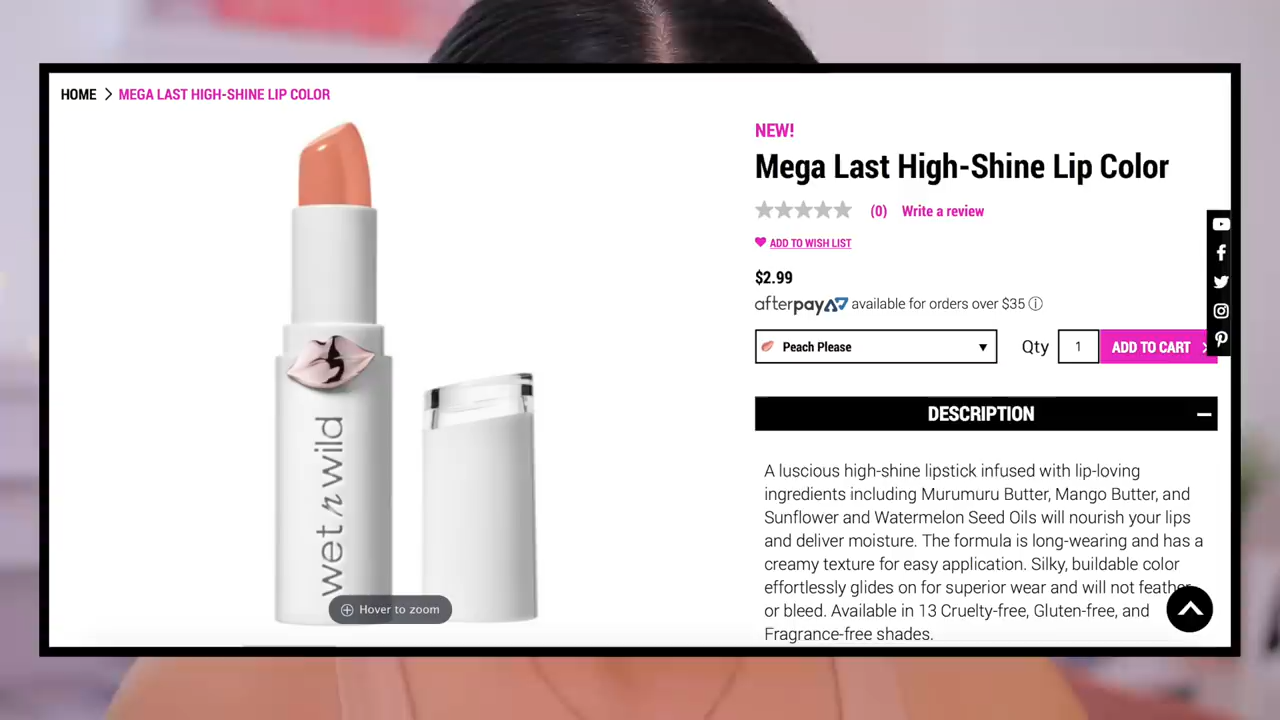 HOME > MEGA LAST HIGH-SHINE LIP COLOR
NEW!
Mega Last High-Shine Lip Color
(0) Write a review
ADD TO WISH LIST
$2.99
afterpay available for orders over $35
Peach Please
Qty 1 ADD TO CART
DESCRIPTION
A luscious high-shine lipstick infused with lip-loving
ingredients including Murumuru Butter, Mango Butter, and
Sunflower and Watermelon Seed Oils will nourish your lips
and deliver moisture. The formula is long-wearing and has a
creamy texture for easy application. Silky, buildable color
effortlessly glides on for superior wear and will not feather
or bleed. Available in 13 Cruelty-free, Gluten-free, and
Fragrance-free shades.
wet n wild
Hover to zoom